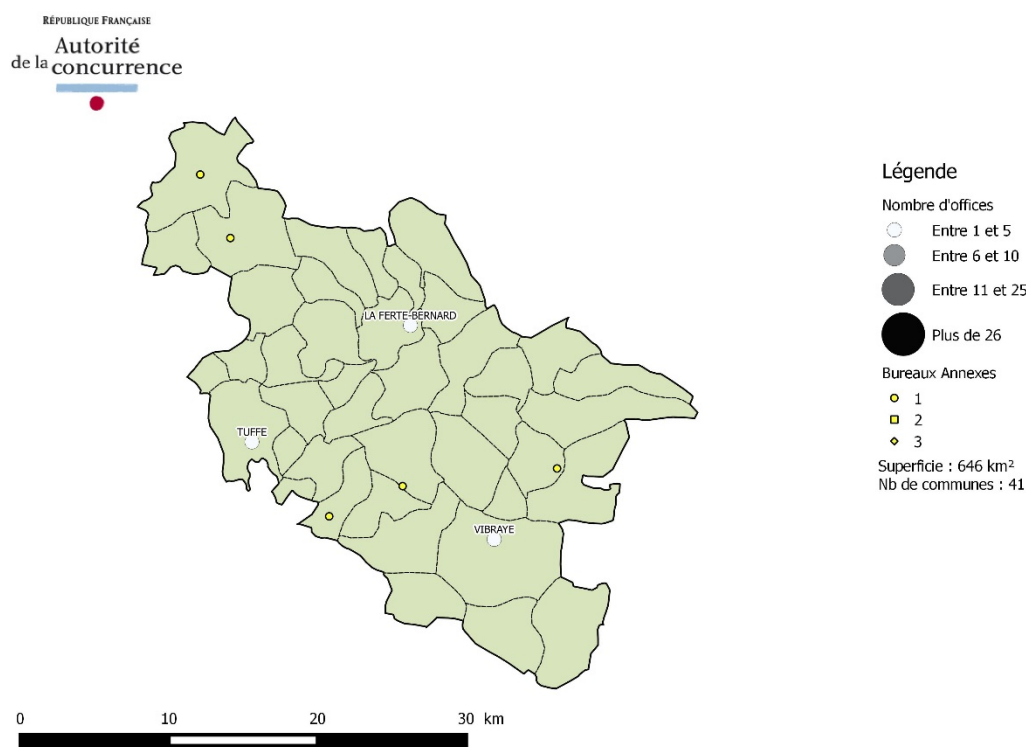 RÉPUBLIQUE FRANÇAISE
Autorité
de la concurrence
LA FERTE-BERNARD
TUFFE
VIBRAYE
Légende
Nombre d'offices
Entre 1 et 5
Entre 6 et 10
Entre 11 et 25
Plus de 26
Bureaux Annexes
1
2
3
Superficie : 646 km²
Nb de communes : 41
0 10 20 30 km